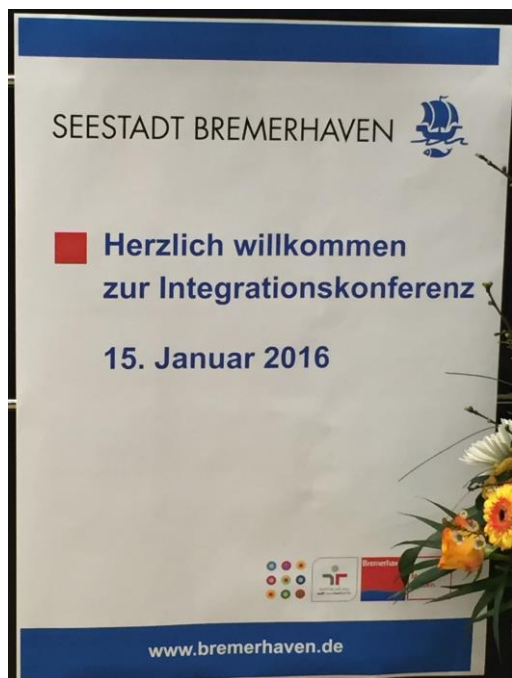 SEESTADT BREMERHAVEN
Herzlich willkommen
zur Integrationskonferenz
15. Januar 2016
www.bremerhaven.de